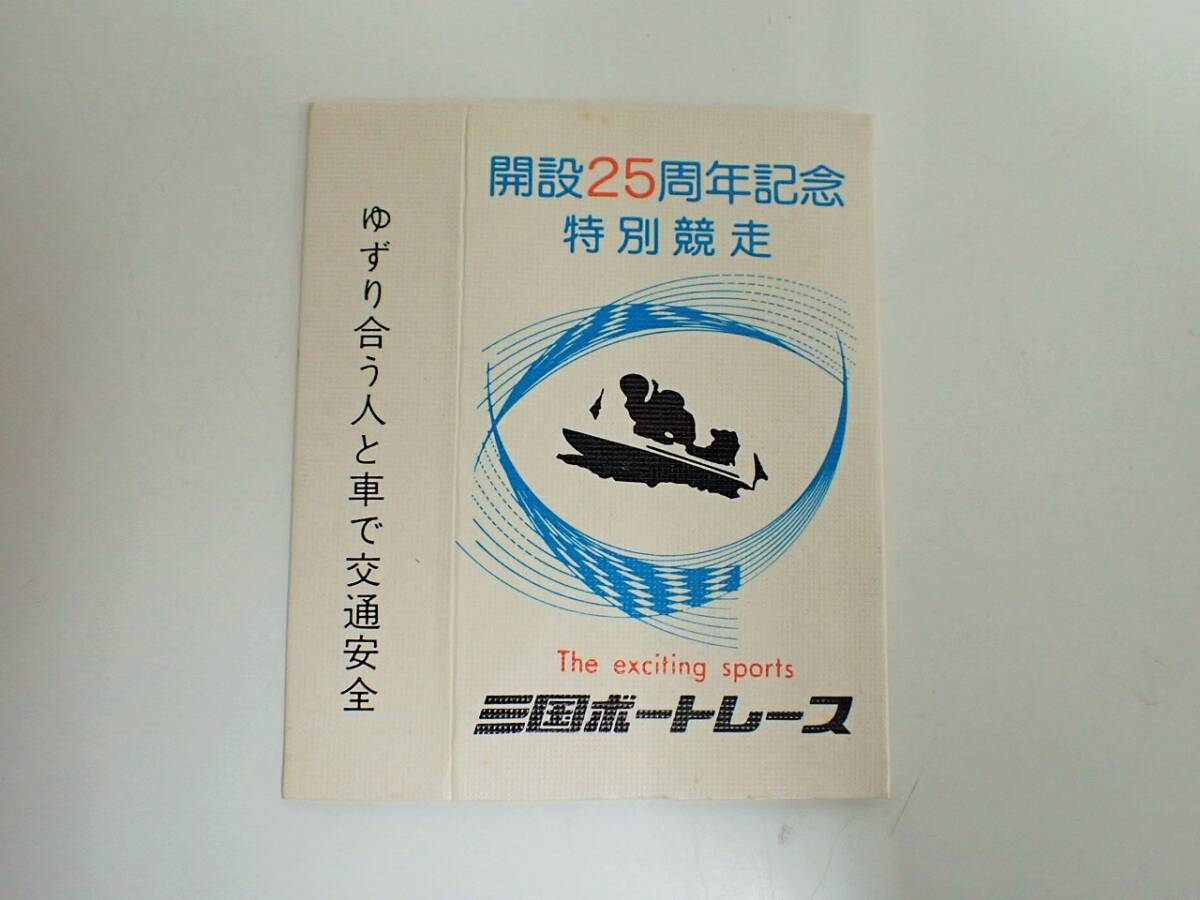 開設25周年記念
特別競走
The exciting sports
三国ボートレース
ゆずり合う人と車で交通安全